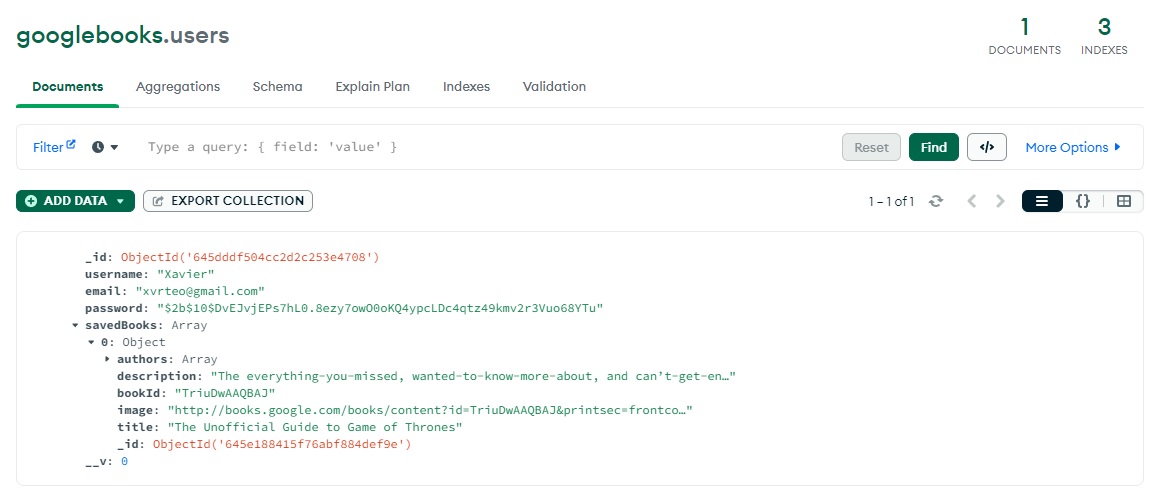 googlebooks.users
1 3
DOCUMENTS INDEXES
Documents Aggregations Schema Explain Plan Indexes Validation
Filter Type a query: { field: 'value' } Reset Find </> More Options
ADD DATA EXPORT COLLECTION 1 – 1 of 1 {}
_id: ObjectId('645dddf504cc2d2c253e4708')
username: "Xavier"
email: "xvrteo@gmail.com"
password: "$2b$10$DvEJvjEPs7hL0.8ezy7owO0oKQ4ypcLDc4qtz49kmv2r3Vuo68YTu"
savedBooks: Array
0: Object
authors: Array
description: "The everything-you-missed, wanted-to-know-more-about, and can’t-get-en…"
bookId: "TriuDwAAQBAJ"
image: "http://books.google.com/books/content?id=TriuDwAAQBAJ&printsec=frontco…"
title: "The Unofficial Guide to Game of Thrones"
_id: ObjectId('645e188415f76abf884def9e')
__v: 0